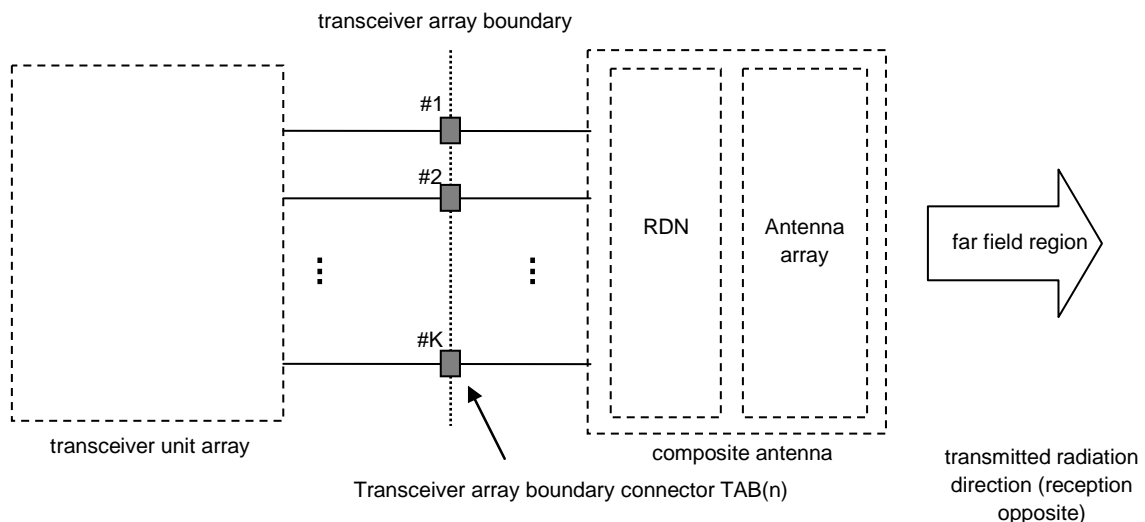 transceiver array boundary
#1
#2
RDN
Antenna
array
far field region
#K
transceiver unit array
composite antenna
Transceiver array boundary connector TAB(n)
transmitted radiation
direction (reception
opposite)